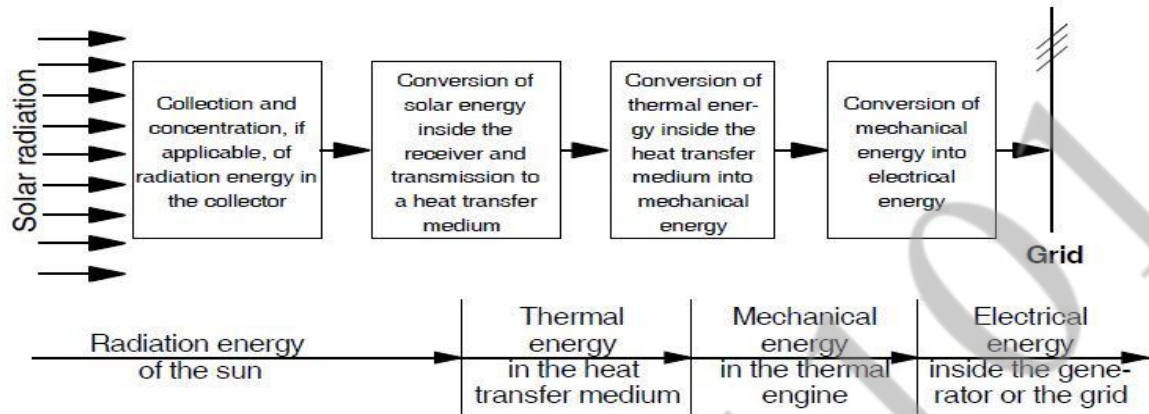 Solar radiation
Collection and
concentration, if
applicable, of
radiation energy in
the collector
Conversion of
solar energy
inside the
receiver and
transmission to
a heat transfer
medium
Conversion of
thermal ener-
gy inside the
heat transfer
medium into
mechanical
energy
Conversion of
mechanical
energy into
electrical
energy
Grid
Radiation energy
of the sun
Thermal
energy
in the heat
transfer medium
Mechanical
energy
in the thermal
engine
Electrical
energy
inside the gene-
rator or the grid